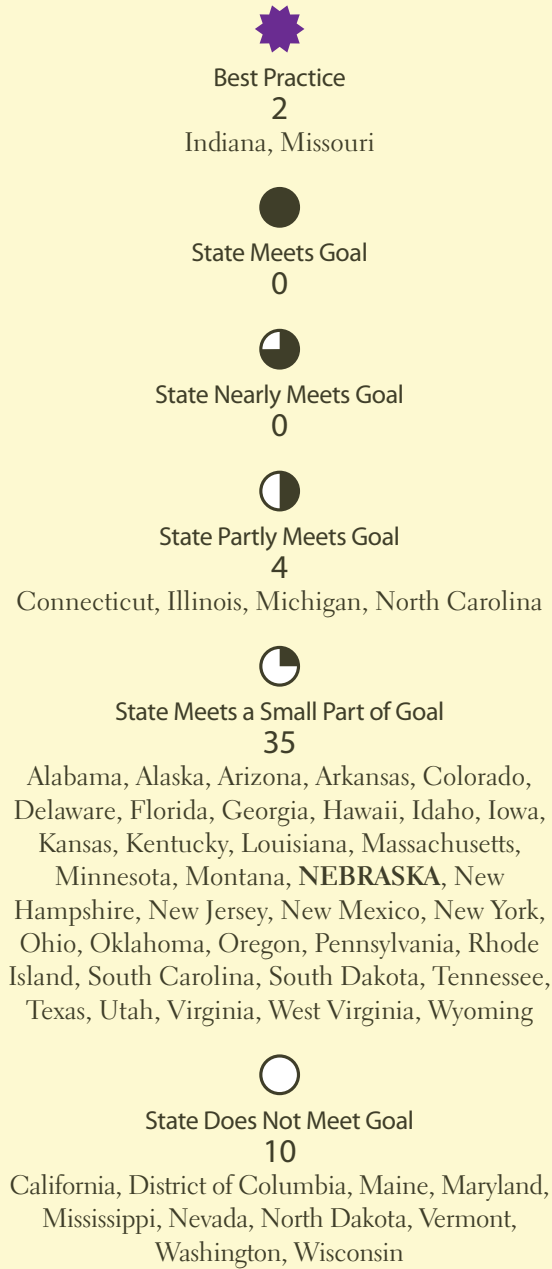 Best Practice
2
Indiana, Missouri
State Meets Goal
0
State Nearly Meets Goal
0
State Partly Meets Goal
4
Connecticut, Illinois, Michigan, North Carolina
State Meets a Small Part of Goal
35
Alabama, Alaska, Arizona, Arkansas, Colorado,
Delaware, Florida, Georgia, Hawaii, Idaho, Iowa,
Kansas, Kentucky, Louisiana, Massachusetts,
Minnesota, Montana, NEBRASKA, New
Hampshire, New Jersey, New Mexico, New York,
Ohio, Oklahoma, Oregon, Pennsylvania, Rhode
Island, South Carolina, South Dakota, Tennessee,
Texas, Utah, Virginia, West Virginia, Wyoming
State Does Not Meet Goal
10
California, District of Columbia, Maine, Maryland,
Mississippi, Nevada, North Dakota, Vermont,
Washington, Wisconsin